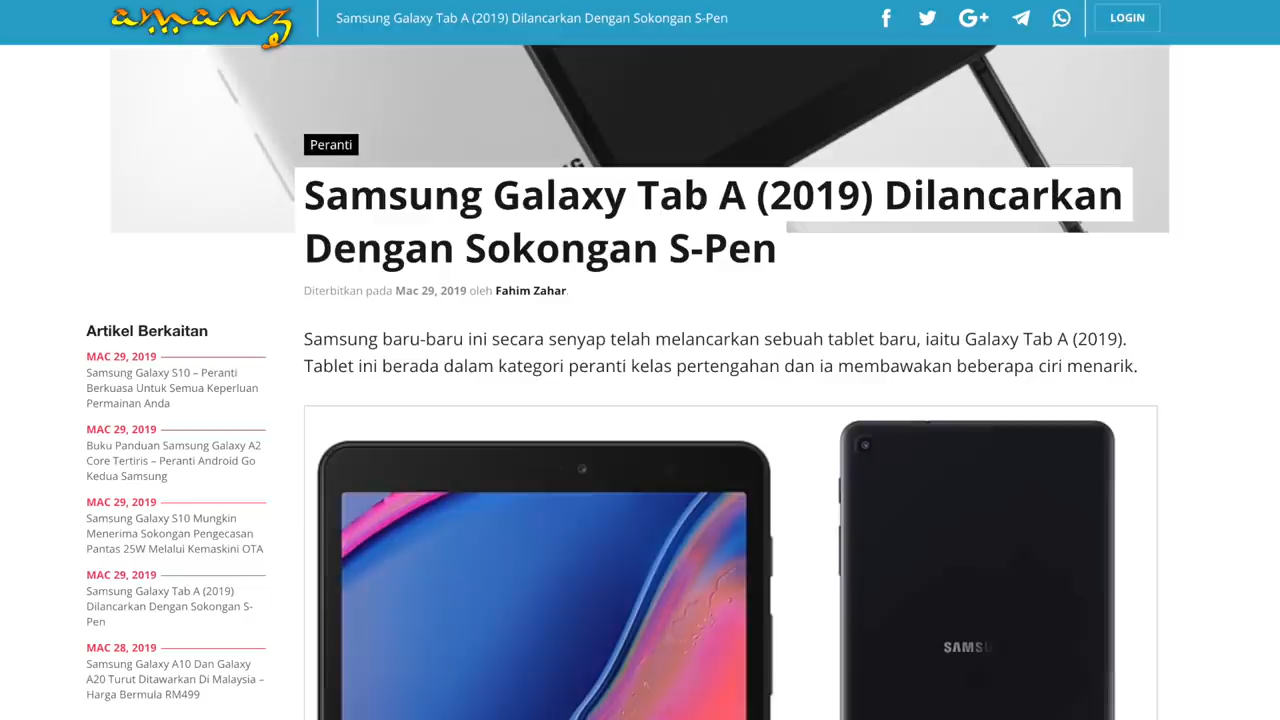 amanz
Samsung Galaxy Tab A (2019) Dilancarkan Dengan Sokongan S-Pen
LOGIN
Peranti
Samsung Galaxy Tab A (2019) Dilancarkan
Dengan Sokongan S-Pen
Diterbitkan pada Mac 29, 2019 oleh Fahim Zahar.
Artikel Berkaitan
MAC 29, 2019
Samsung Galaxy S10 – Peranti
Berkuasa Untuk Semua Keperluan
Permainan Anda
MAC 29, 2019
Buku Panduan Samsung Galaxy A2
Core Tertiris – Peranti Android Go
Kedua Samsung
MAC 29, 2019
Samsung Galaxy S10 Mungkin
Menerima Sokongan Pengecasan
Pantas 25W Melalui Kemaskini OTA
MAC 29, 2019
Samsung Galaxy Tab A (2019)
Dilancarkan Dengan Sokongan S-
Pen
MAC 28, 2019
Samsung Galaxy A10 Dan Galaxy
A20 Turut Ditawarkan Di Malaysia –
Harga Bermula RM499
Samsung baru-baru ini secara senyap telah melancarkan sebuah tablet baru, iaitu Galaxy Tab A (2019).
Tablet ini berada dalam kategori peranti kelas pertengahan dan ia membawakan beberapa ciri menarik.
SAMSU